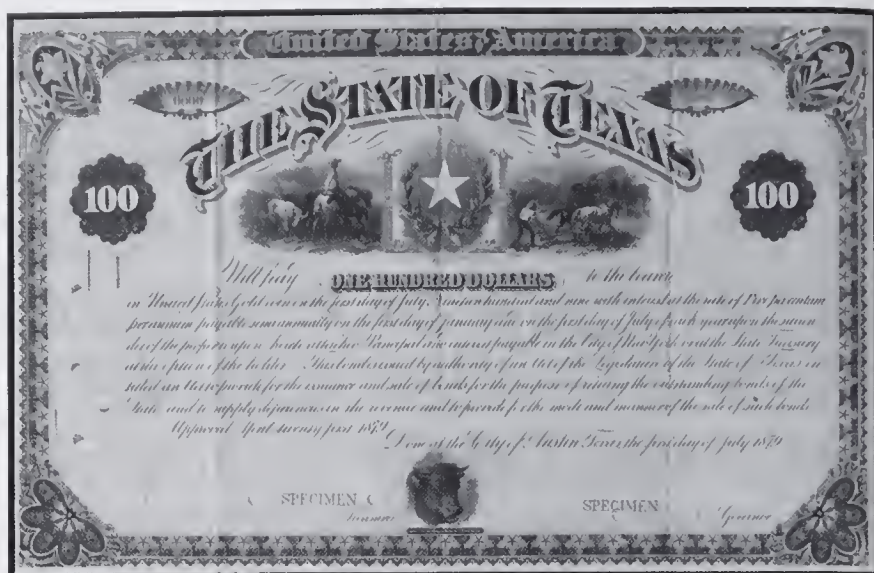 United States of America
0000
THE STATE OF TEXAS
100 100
Will pay ONE HUNDRED DOLLARS to the bearer
in United States Gold coin on the first day of July, Nineteen hundred and nine with interest at the rate of Five per centum
per annum payable semi annually on the first day of January and on the first day of July of each year upon the
of the proper upon both Principal and interest payable in the City of New York or at the State Treasury
at the option of the holder This bond is issued by authority of an Act of the Legislature of the State of Texas
An Act to provide for the issuance and sale of bonds for the purpose of the outstanding bonds of the
State and to supply deficiencies in the revenue and to provide for the mode and manner of the sale of such bonds
Approved April twenty first 1879
Done at the City of Austin Texas the first day of July 1879
SPECIMEN SPECIMEN
Treasurer Governor